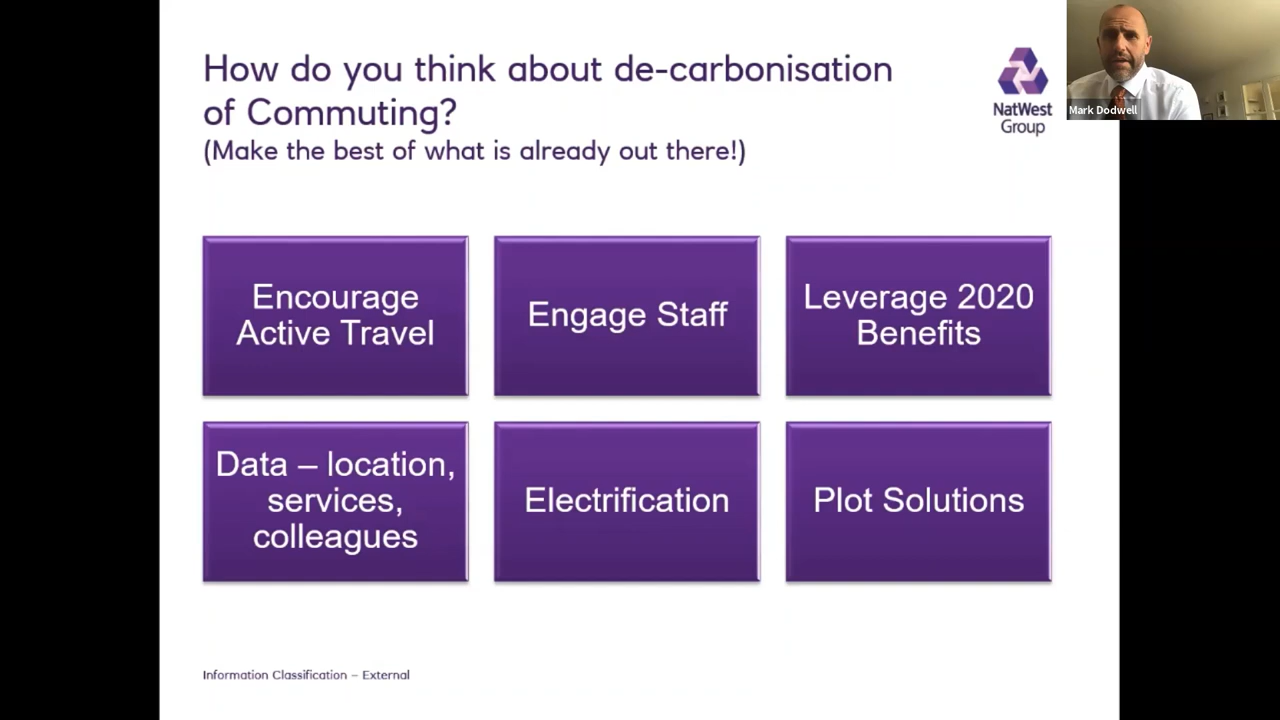 How do you think about de-carbonisation
of Commuting?
(Make the best of what is already out there!)
NatWest
Group
Mark Dodwell
Encourage
Active Travel
Engage Staff
Leverage 2020
Benefits
Data – location,
services,
colleagues
Electrification
Plot Solutions
Information Classification – External